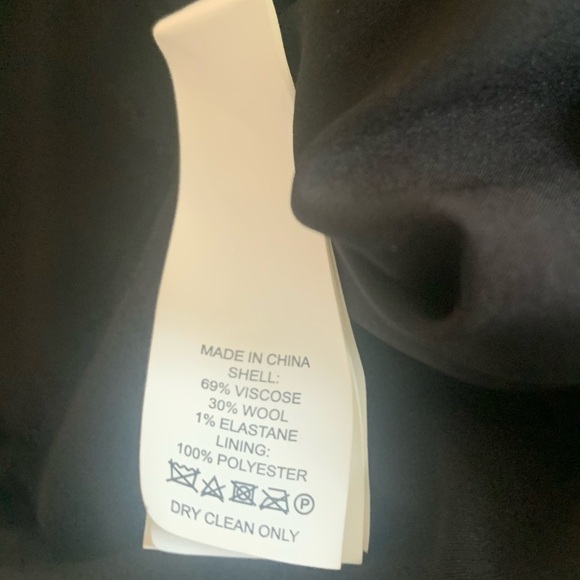 MADE IN CHINA
SHELL:
69% VISCOSE
30% WOOL
1% ELASTANE
LINING:
100% POLYESTER
P
DRY CLEAN ONLY